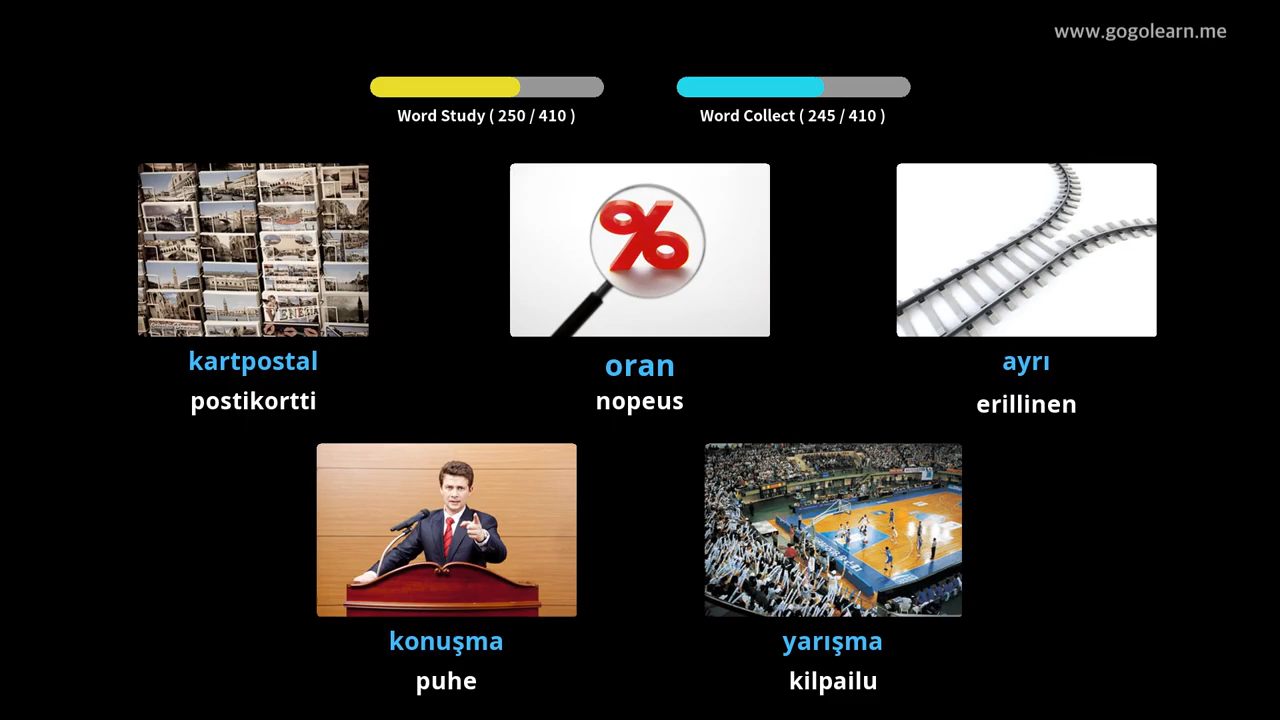 www.gogolearn.me
Word Study ( 250 / 410 )
Word Collect ( 245 / 410 )
%
kartpostal
oran
ayrı
postikortti
nopeus
erillinen
konuşma
yarışma
puhe
kilpailu